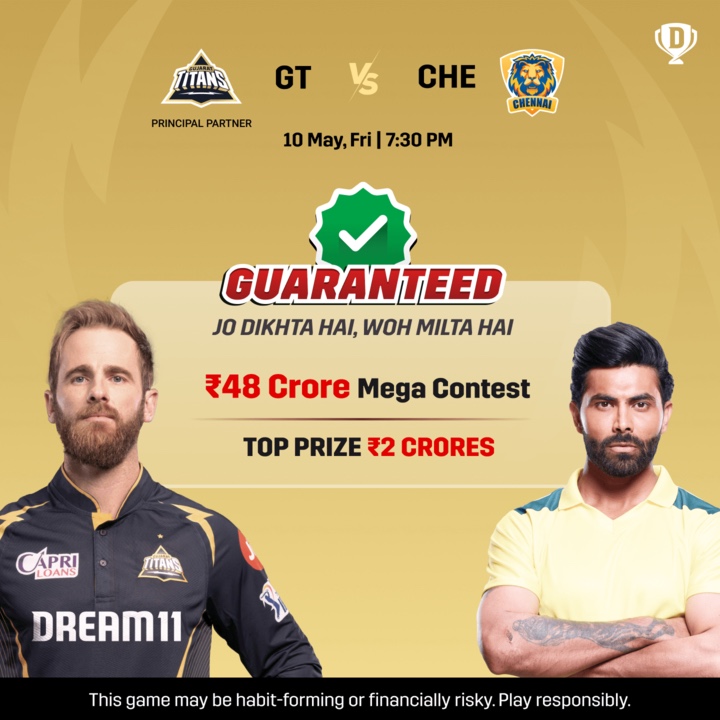 GUJARAT
TITANS
GT
VS
CHE
CHENNAI
D
PRINCIPAL PARTNER
10 May, Fri | 7:30 PM
GUARANTEED
JO DIKHTA HAI, WOH MILTA HAI
₹48 Crore Mega Contest
TOP PRIZE ₹2 CRORES
CAPRI
LOANS
TITANS
DREAM11
This game may be habit-forming or financially risky. Play responsibly.